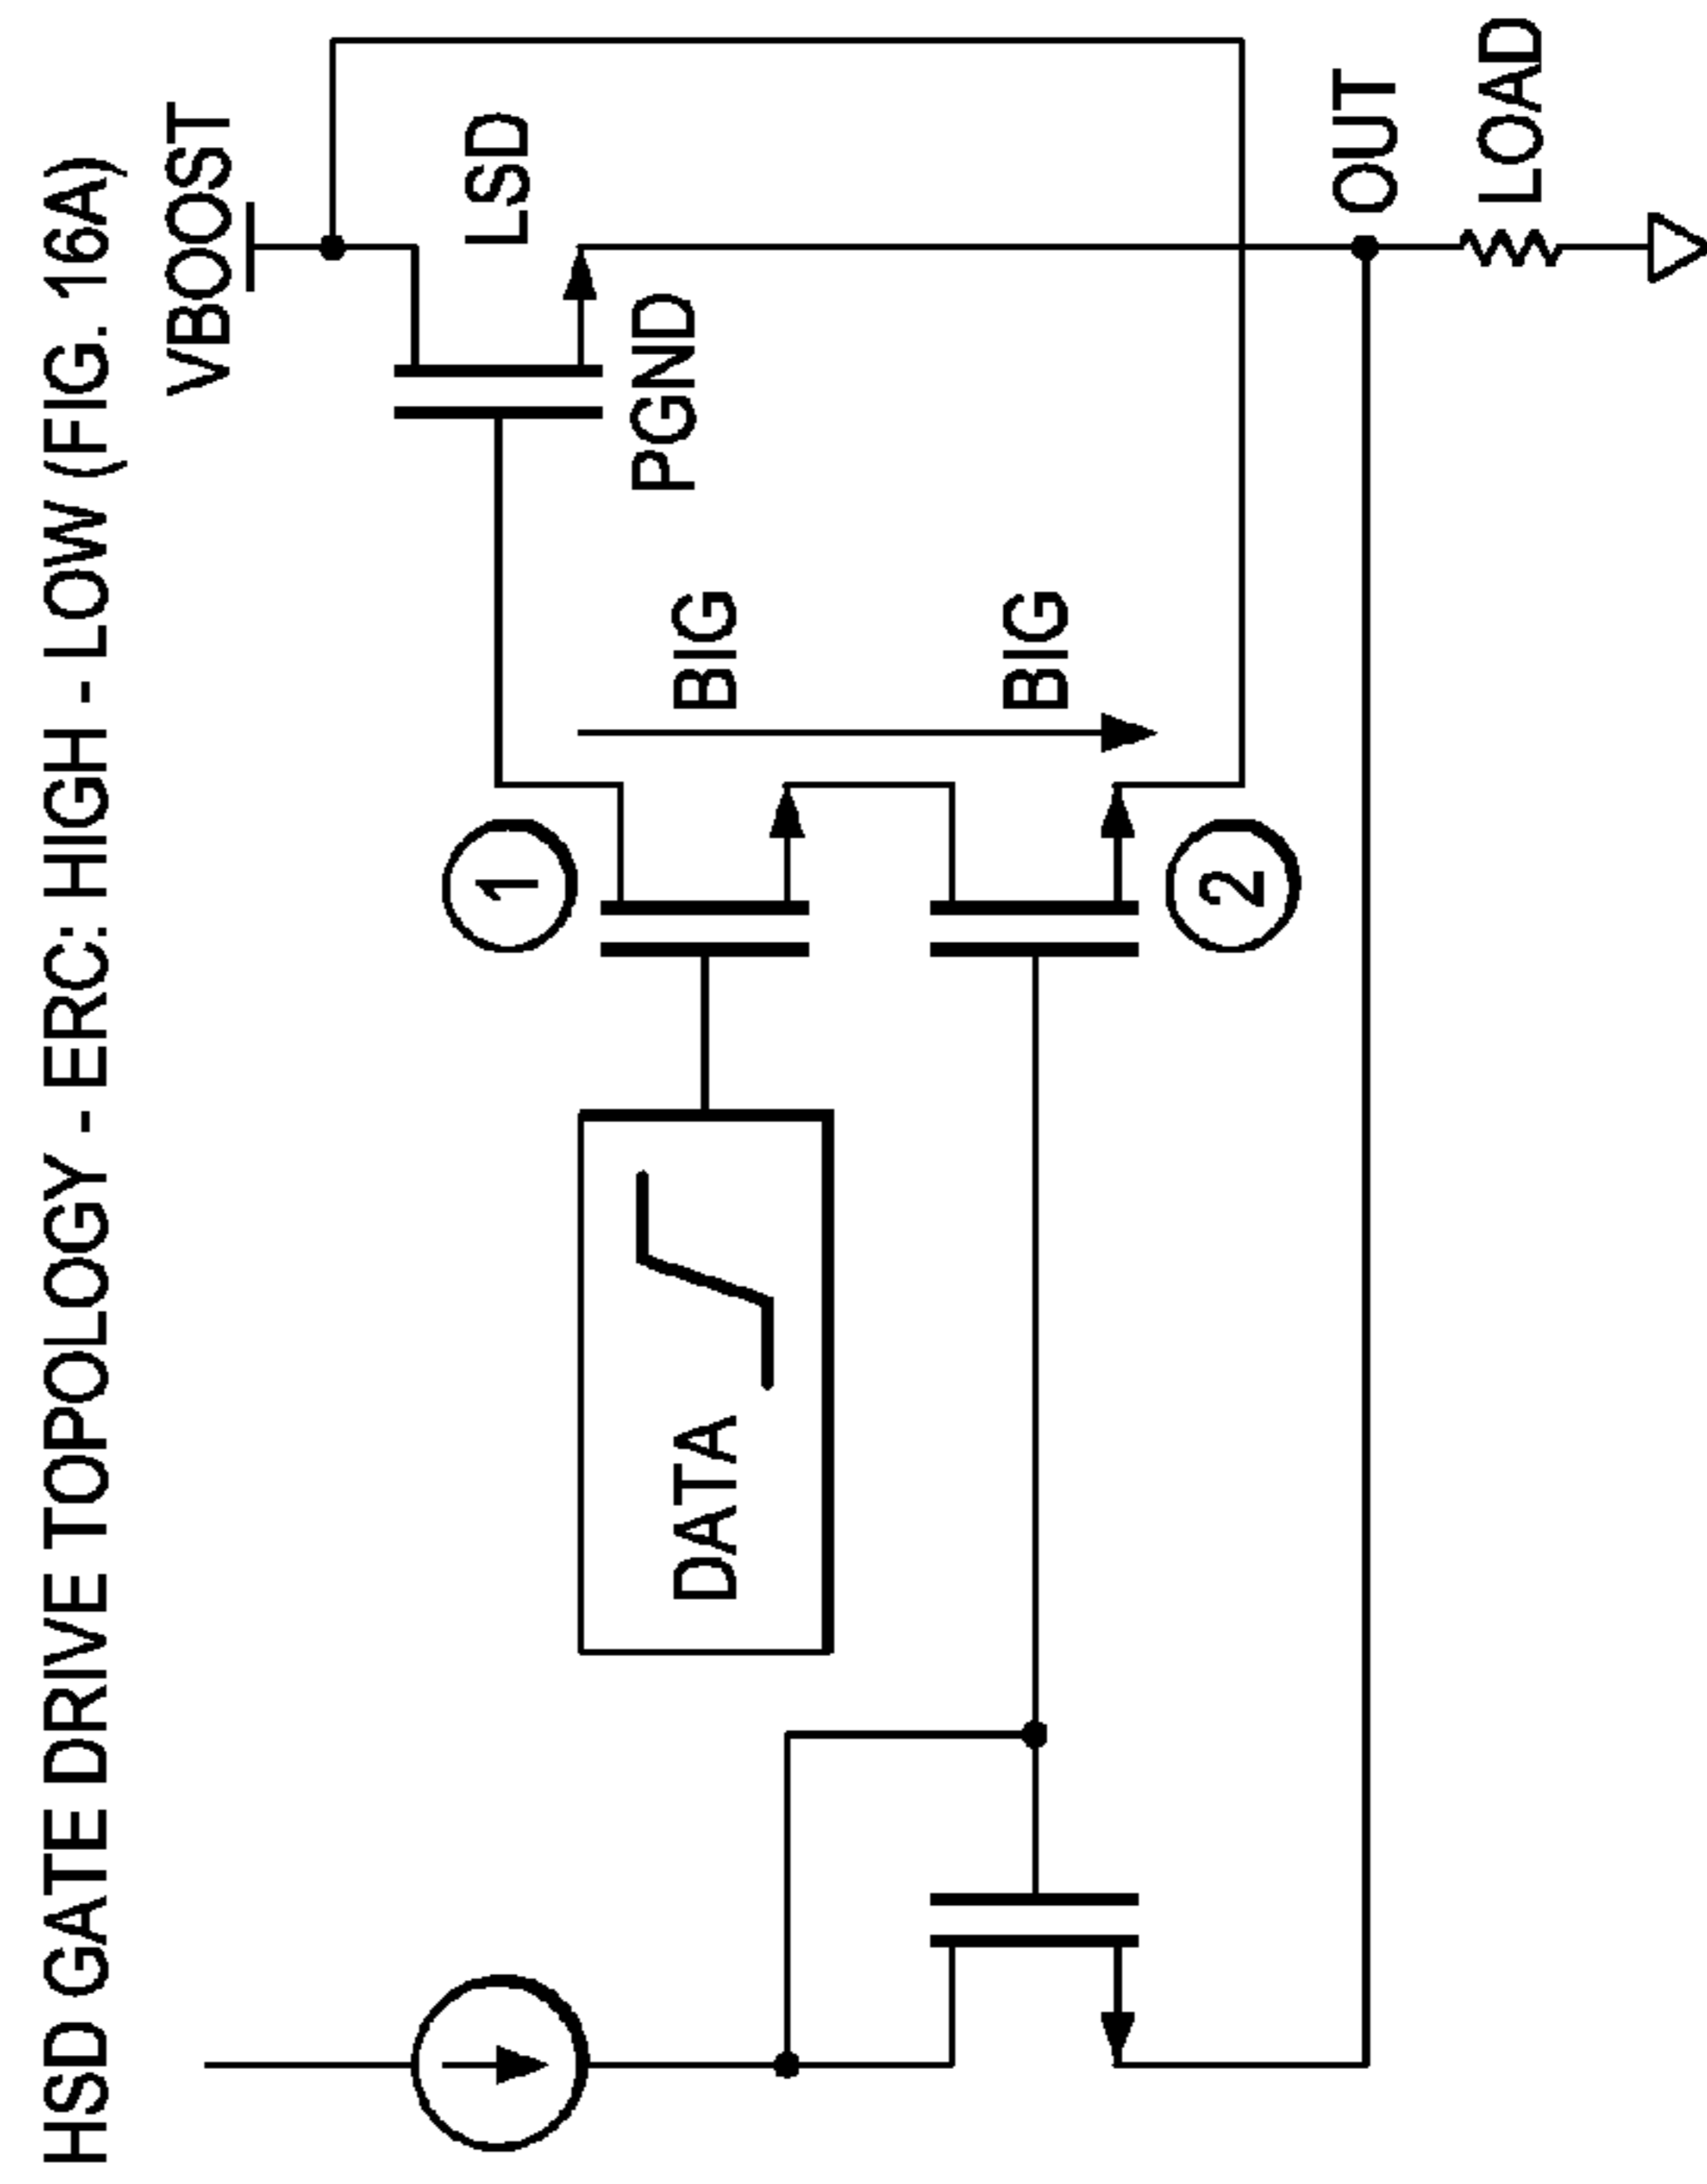 HSD GATE DRIVE TOPOLOGY - ERC: HIGH - LOW (FIG. 16A)
VBOOST
LSD
1
PGND
DATA
BIG
BIG
2
OUT
LOAD